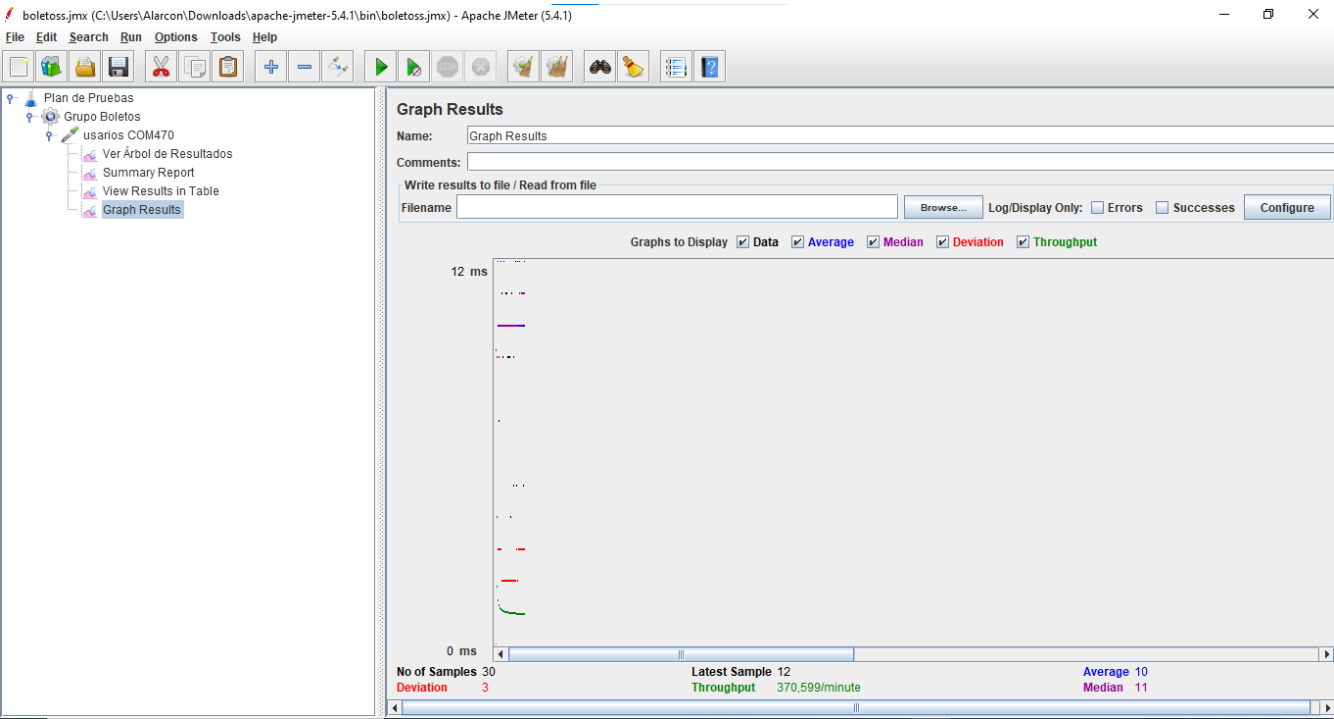 boletoss.jmx (C:\Users\Alarcon\Downloads\apache-jmeter-5.4.1\bin\boletoss.jmx) - Apache JMeter (5.4.1)
File Edit Search Run Options Tools Help
Plan de Pruebas
Grupo Boletos
usarios COM470
Ver Árbol de Resultados
Summary Report
View Results in Table
Graph Results
Graph Results
Name: Graph Results
Comments:
Write results to file / Read from file
Filename Browse... Log/Display Only: Errors Successes Configure
Graphs to Display Data Average Median Deviation Throughput
12 ms
0 ms
No of Samples 30 Latest Sample 12 Average 10
Deviation 3 Throughput 370,599/minute Median 11